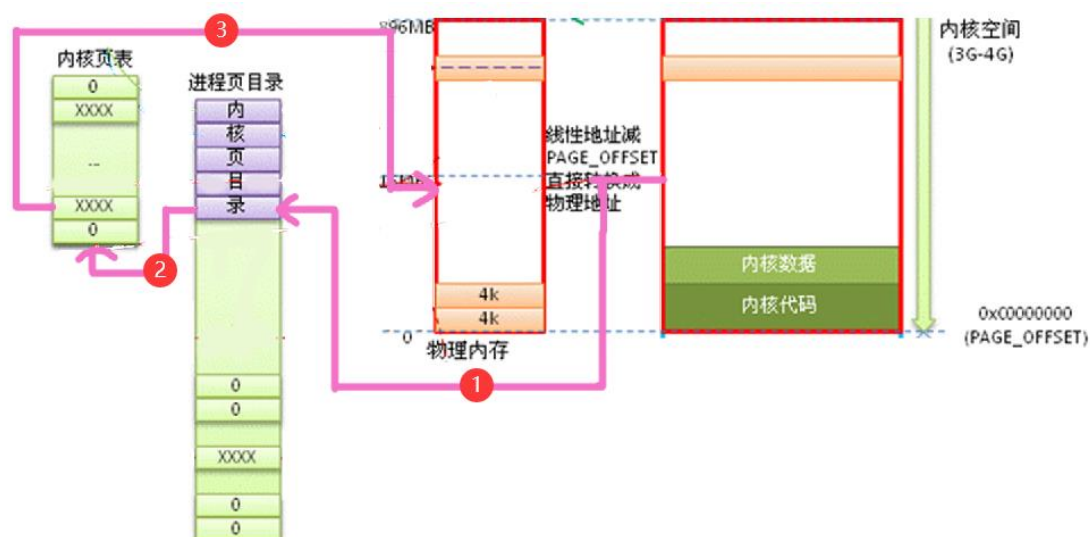 3
896MB
内核空间
(3G-4G)
内核页表
0
XXXX
...
XXXX
0
进程页目录
内
核
页
目
录
线性地址减
PAGE_OFFSET
直接转换成
物理地址
2
内核数据
内核代码
4k
4k
0
物理内存
0xC0000000
(PAGE_OFFSET)
1
0
0
XXXX
0
0